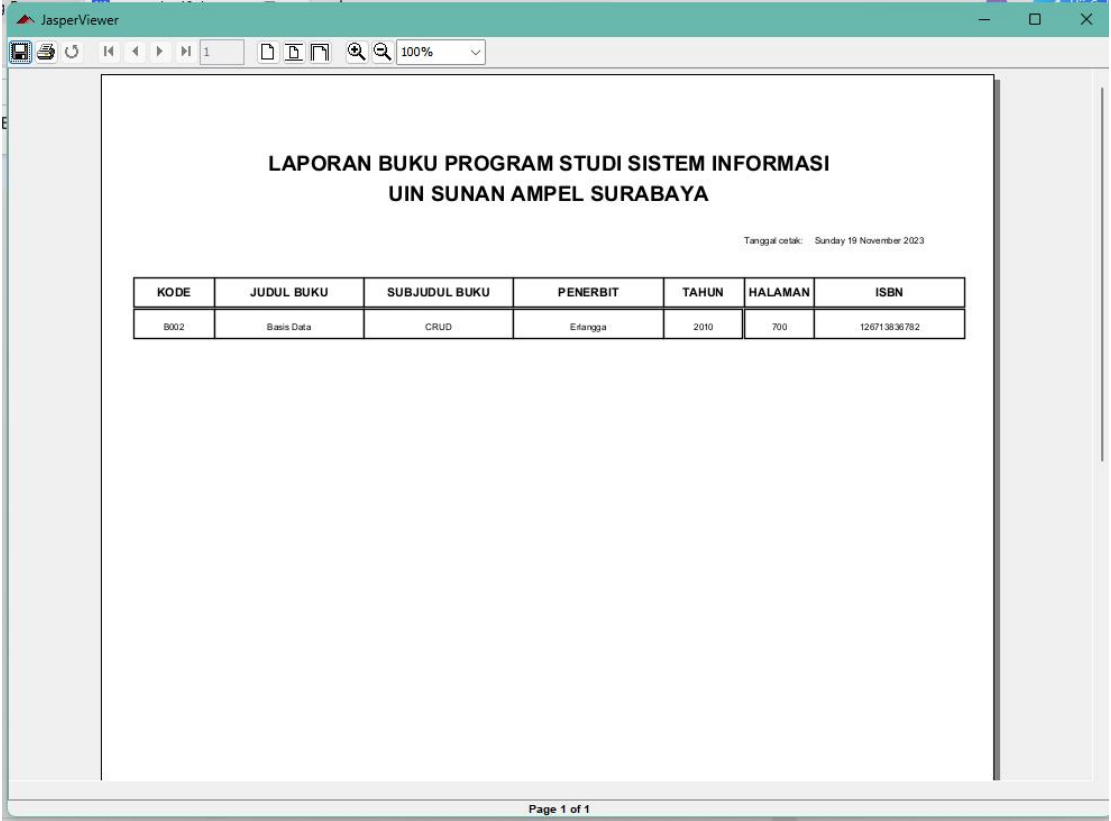 JasperViewer
1
100%
LAPORAN BUKU PROGRAM STUDI SISTEM INFORMASI
UIN SUNAN AMPEL SURABAYA
Tanggal cetak: Sunday 19 November 2023
KODE JUDUL BUKU SUBJUDUL BUKU PENERBIT TAHUN HALAMAN ISBN
B002 Basis Data CRUD Erlangga 2010 700 126713836782
Page 1 of 1